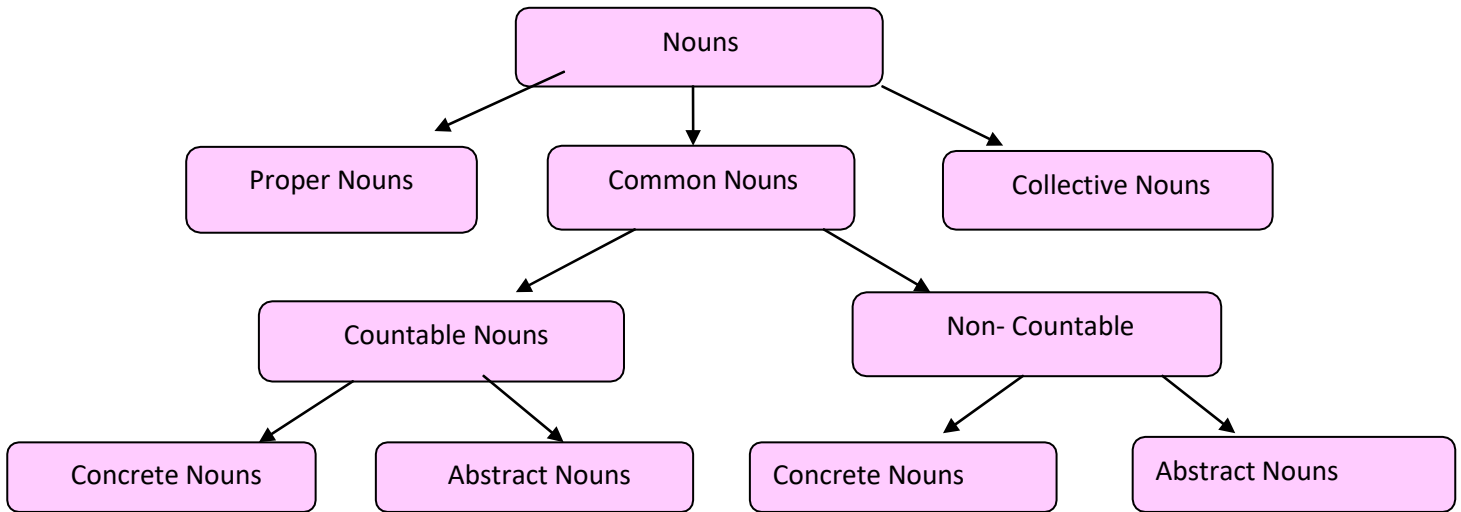 Nouns
Proper Nouns
Common Nouns
Collective Nouns
Countable Nouns
Non- Countable
Concrete Nouns
Abstract Nouns
Concrete Nouns
Abstract Nouns